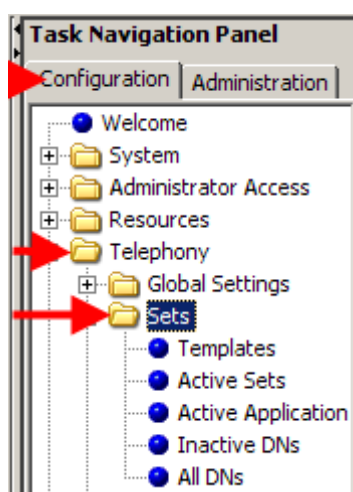 Task Navigation Panel
Configuration
Administration
Welcome
System
Administrator Access
Resources
Telephony
Global Settings
Sets
Templates
Active Sets
Active Application
Inactive DNs
All DNs